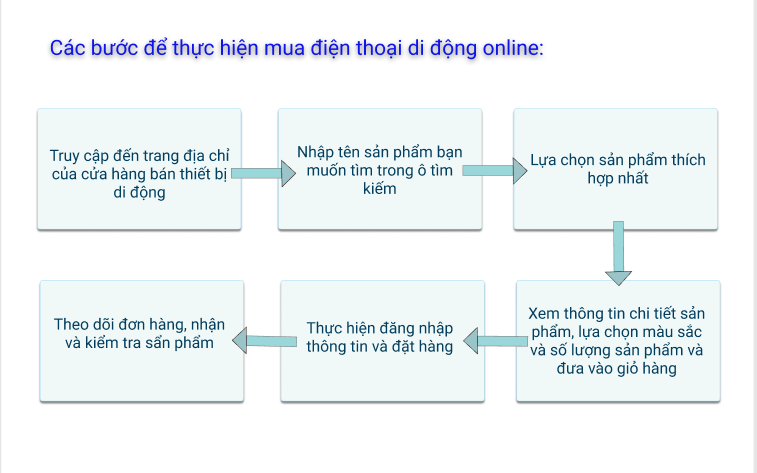 Các bước để thực hiện mua điện thoại di động online:
Truy cập đến trang địa chỉ
của cửa hàng bán thiết bị
di động
Nhập tên sản phẩm bạn
muốn tìm trong ô tìm
kiếm
Lựa chọn sản phẩm thích
hợp nhất
Xem thông tin chi tiết sản
phẩm, lựa chọn màu sắc
và số lượng sản phẩm và
đưa vào giỏ hàng
Thực hiện đăng nhập
thông tin và đặt hàng
Theo dõi đơn hàng, nhận
và kiểm tra sẩn phẩm